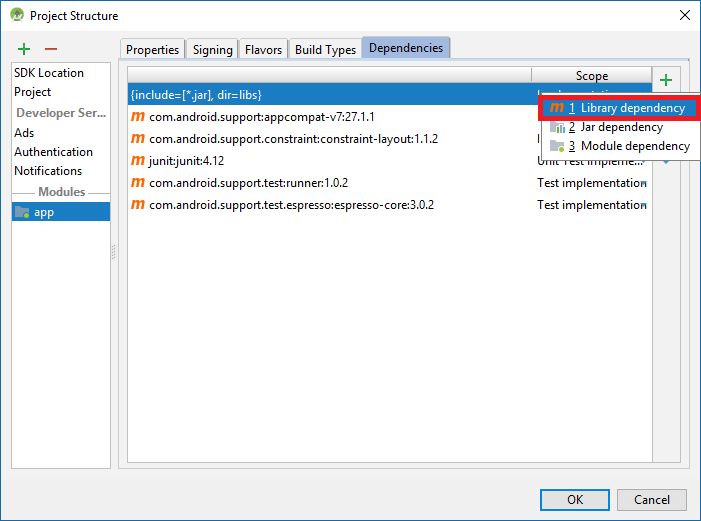 Project Structure
Properties Signing Flavors Build Types Dependencies
SDK Location
Project
Developer Ser...
Ads
Authentication
Notifications
Modules
app
Scope
{include=[*.jar], dir=libs}
m com.android.support:appcompat-v7:27.1.1
m com.android.support.constraint:constraint-layout:1.1.2
m junit:junit:4.12 Unit Test Impleme...
m com.android.support.test:runner:1.0.2 Test implementation
m com.android.support.test.espresso:espresso-core:3.0.2 Test implementation
m 1 Library dependency
2 Jar dependency
3 Module dependency
OK Cancel